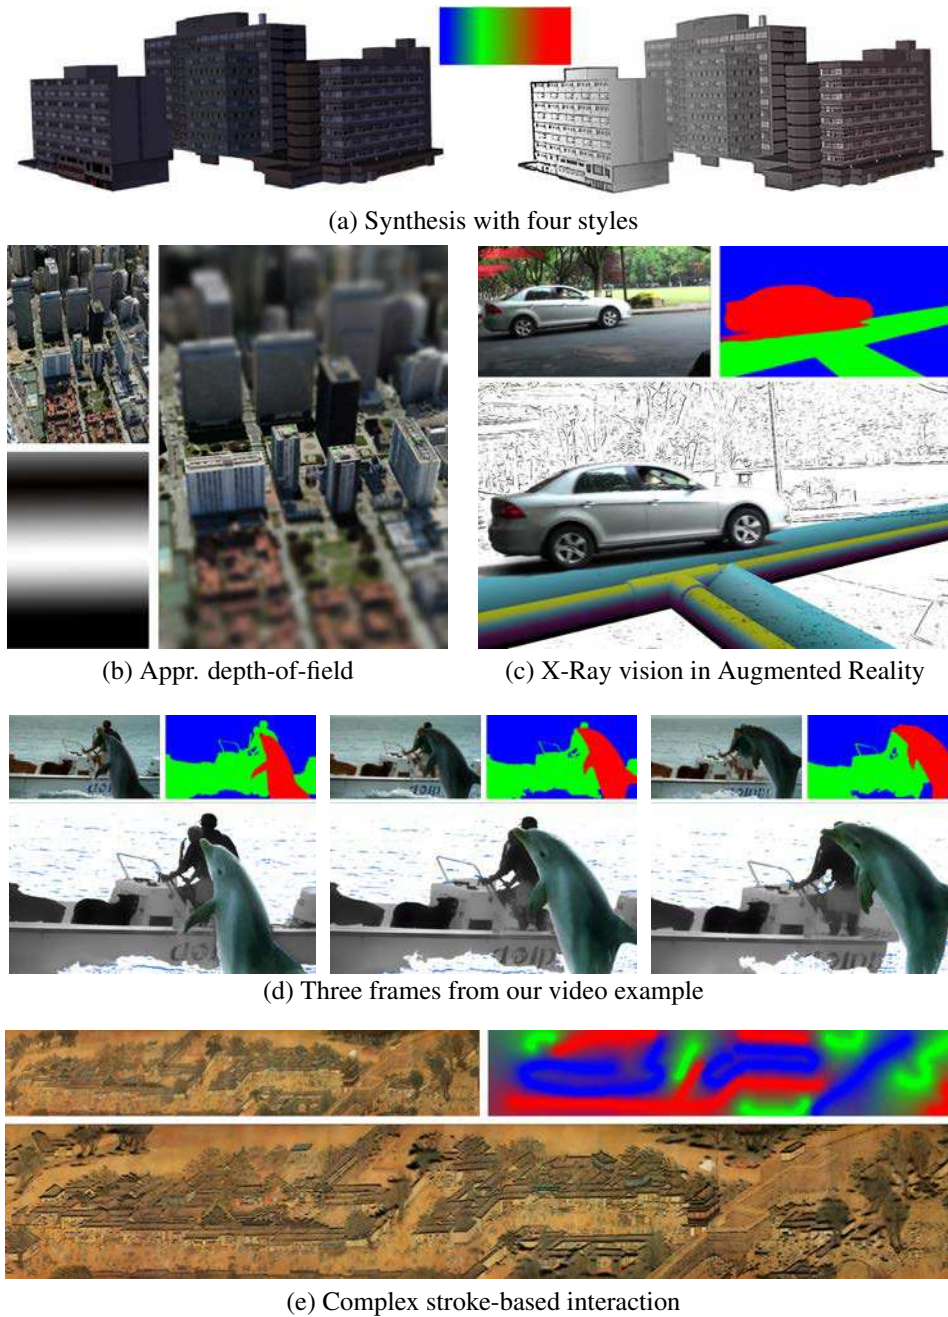 (a) Synthesis with four styles
(b) Appr. depth-of-field
(c) X-Ray vision in Augmented Reality
(d) Three frames from our video example
(e) Complex stroke-based interaction